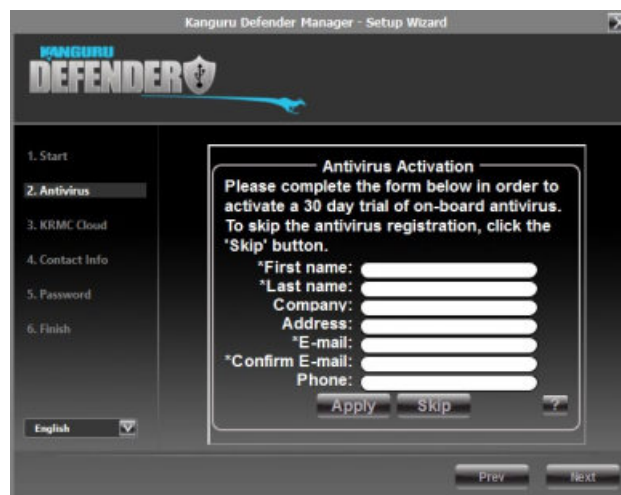 Kanguru Defender Manager - Setup Wizard
KANGURU
DEFENDER
1. Start
2. Antivirus
3. KRMC Cloud
4. Contact Info
5. Password
6. Finish
English
Antivirus Activation
Please complete the form below in order to
activate a 30 day trial of on-board antivirus.
To skip the antivirus registration, click the
'Skip' button.
*First name:
*Last name:
Company:
Address:
*E-mail:
*Confirm E-mail:
Phone:
Apply Skip ?
Prev Next